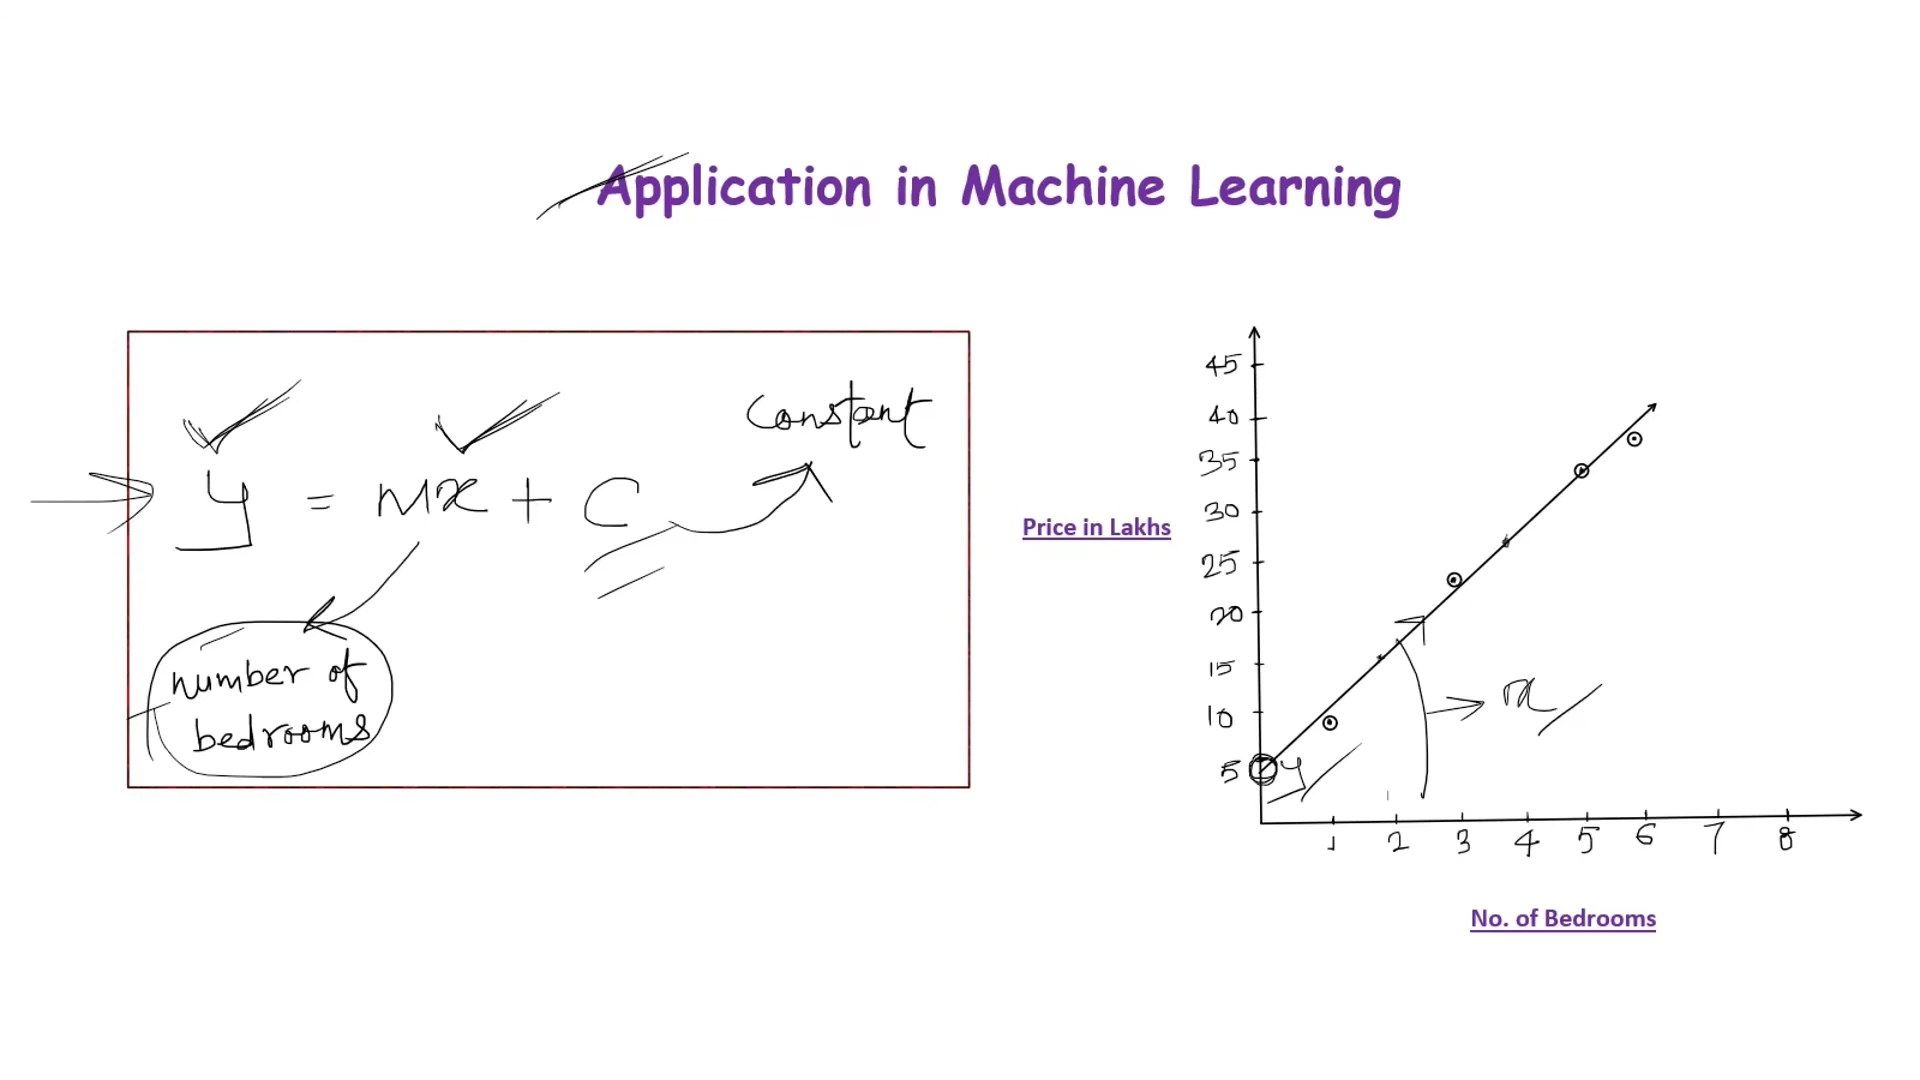 Application in Machine Learning
Constant
y = mx + C
number of
bedrooms
Price in Lakhs
45
40
35
30
25
20
15
10
5
y
1 2 3 4 5 6 7 8
No. of Bedrooms